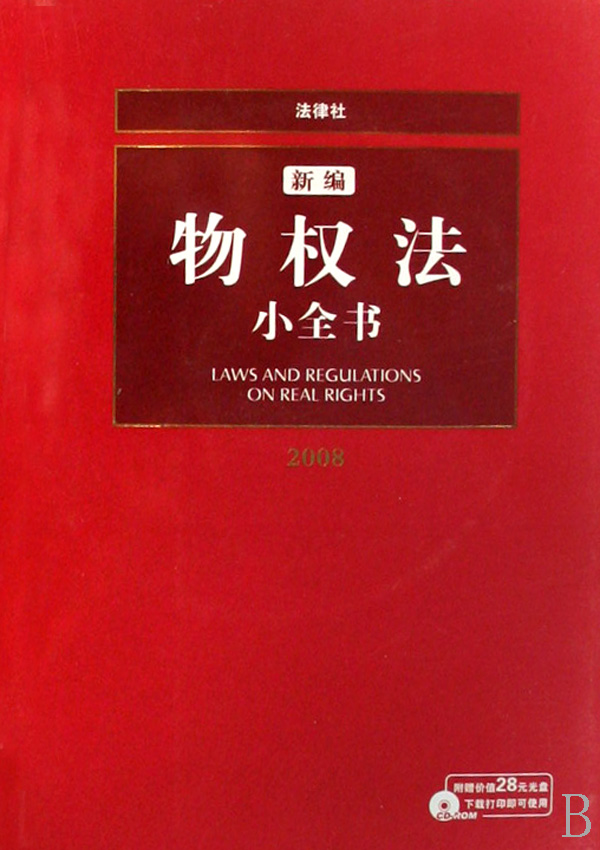 法律社
新编
物权法
小全书
LAWS AND REGULATIONS
ON REAL RIGHTS
2008
附赠价值28元光盘
下载打印即可使用
CD-ROM
B